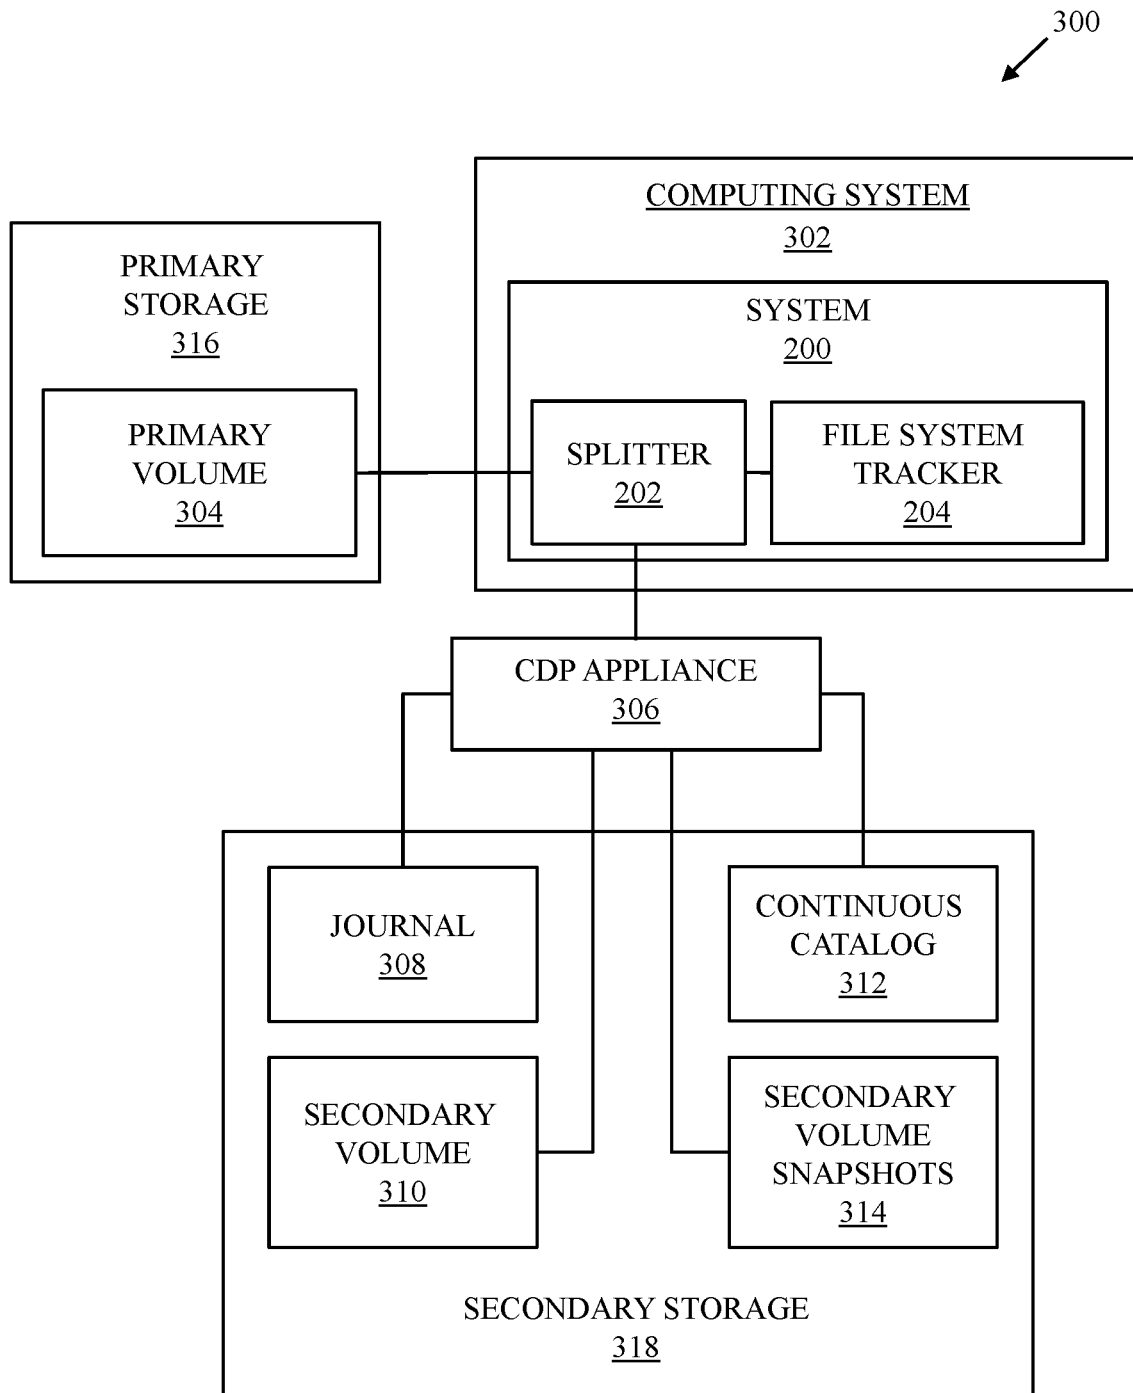 300
COMPUTING SYSTEM
302
PRIMARY
STORAGE
316
SYSTEM
200
PRIMARY
VOLUME
304
SPLITTER
202
FILE SYSTEM
TRACKER
204
CDP APPLIANCE
306
JOURNAL
308
CONTINUOUS
CATALOG
312
SECONDARY
VOLUME
310
SECONDARY
VOLUME
SNAPSHOTS
314
SECONDARY STORAGE
318